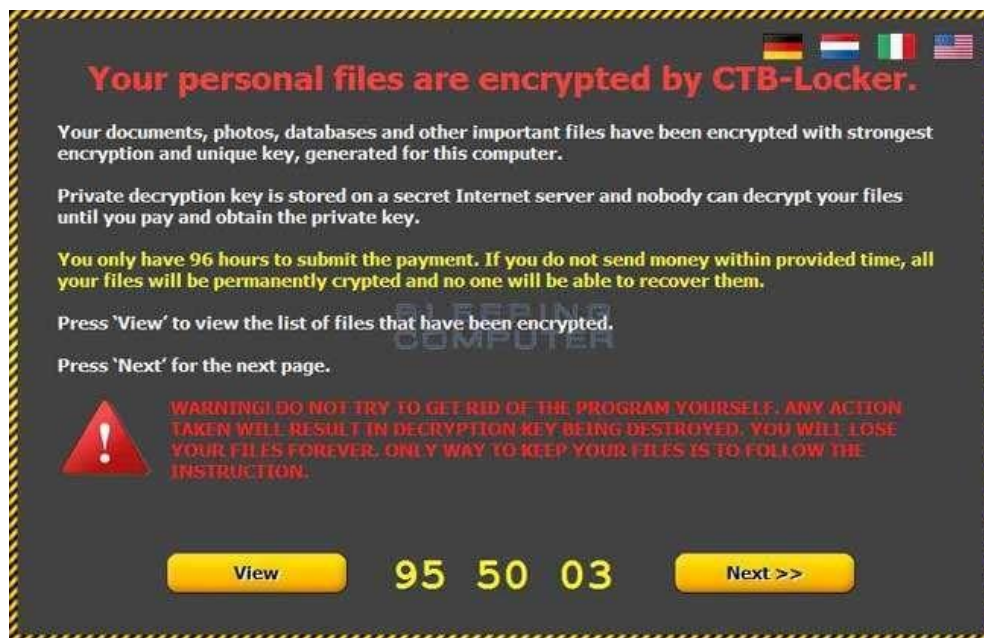 Your personal files are encrypted by CTB-Locker.
Your documents, photos, databases and other important files have been encrypted with strongest
encryption and unique key, generated for this computer.
Private decryption key is stored on a secret Internet server and nobody can decrypt your files
until you pay and obtain the private key.
You only have 96 hours to submit the payment. If you do not send money within provided time, all
your files will be permanently crypted and no one will be able to recover them.
Press `View´ to view the list of files that have been encrypted.
BLEEPING
COMPUTER
Press `Next´ for the next page.
WARNING! DO NOT TRY TO GET RID OF THE PROGRAM YOURSELF. ANY ACTION
TAKEN WILL RESULT IN DECRYPTION KEY BEING DESTROYED. YOU WILL LOSE
YOUR FILES FOREVER. ONLY WAY TO KEEP YOUR FILES IS TO FOLLOW THE
INSTRUCTION.
View 95 50 03 Next >>